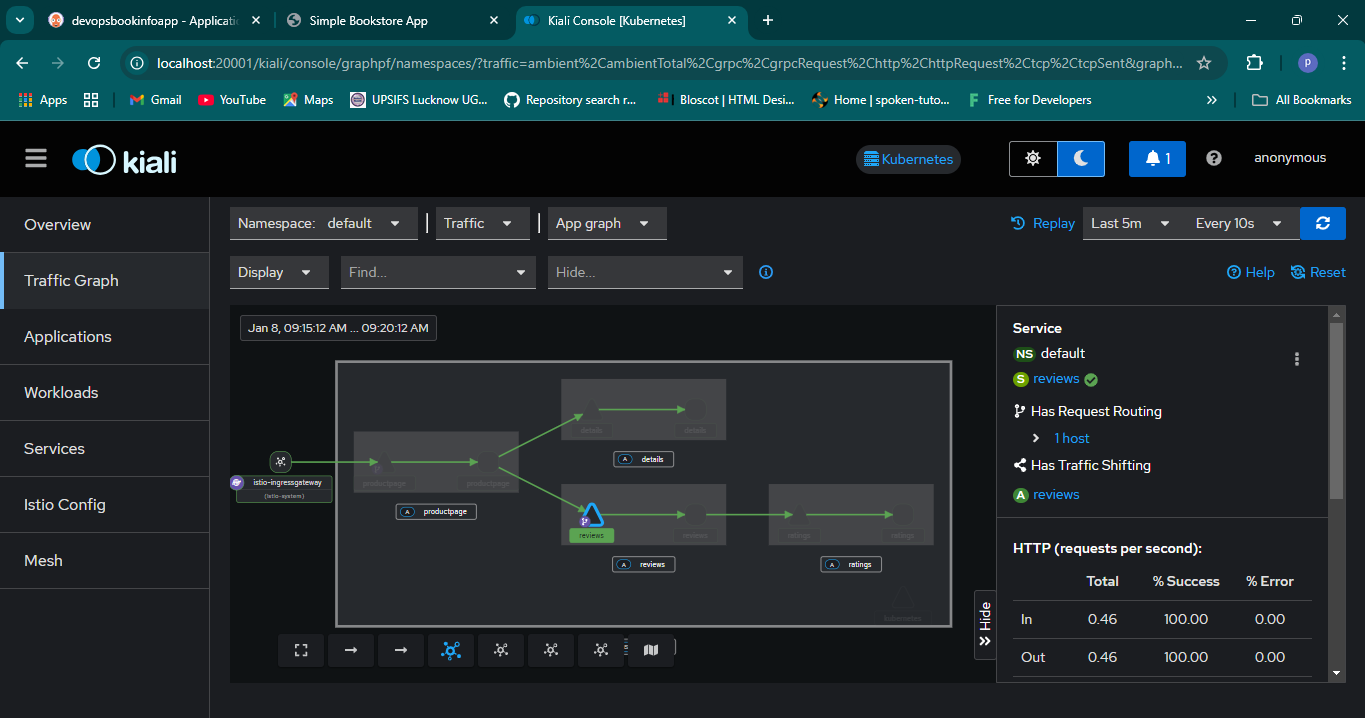 devopsbookinfoapp - Applicatio
Simple Bookstore App
Kiali Console [Kubernetes]
localhost:20001/kiali/console/graphpf/namespaces/?traffic=ambient%2CambientTotal%2Cgrpc%2CgrpcRequest%2Chttp%2ChttpRequest%2Ctcp%2CtcpSent&graph...
p
Apps
Gmail
YouTube
Maps
UPSIFS Lucknow UG...
Repository search r...
Bloscot | HTML Desi...
Home | spoken-tuto...
Free for Developers
All Bookmarks
kiali
Kubernetes
1
anonymous
Overview
Traffic Graph
Applications
Workloads
Services
Istio Config
Mesh
Namespace: default
Traffic
App graph
Replay
Last 5m
Every 10s
Display
Find...
Hide...
Help
Reset
Jan 8, 09:15:12 AM ... 09:20:12 AM
details
details
A details
istio-ingressgateway
(istio-system)
productpage
productpage
A productpage
reviews
reviews
A reviews
ratings
ratings
A ratings
Kubernetes
Hide
Service
NS default
S reviews
Has Request Routing
1 host
Has Traffic Shifting
A reviews
HTTP (requests per second):
Total % Success % Error
In 0.46 100.00 0.00
Out 0.46 100.00 0.00